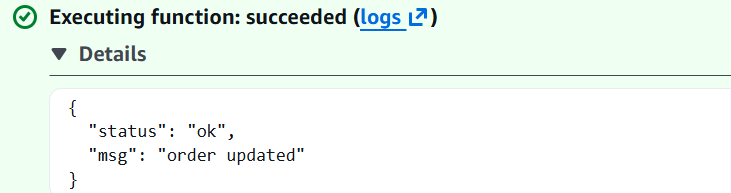 Executing function: succeeded (logs)
Details
{
"status": "ok",
"msg": "order updated"
}